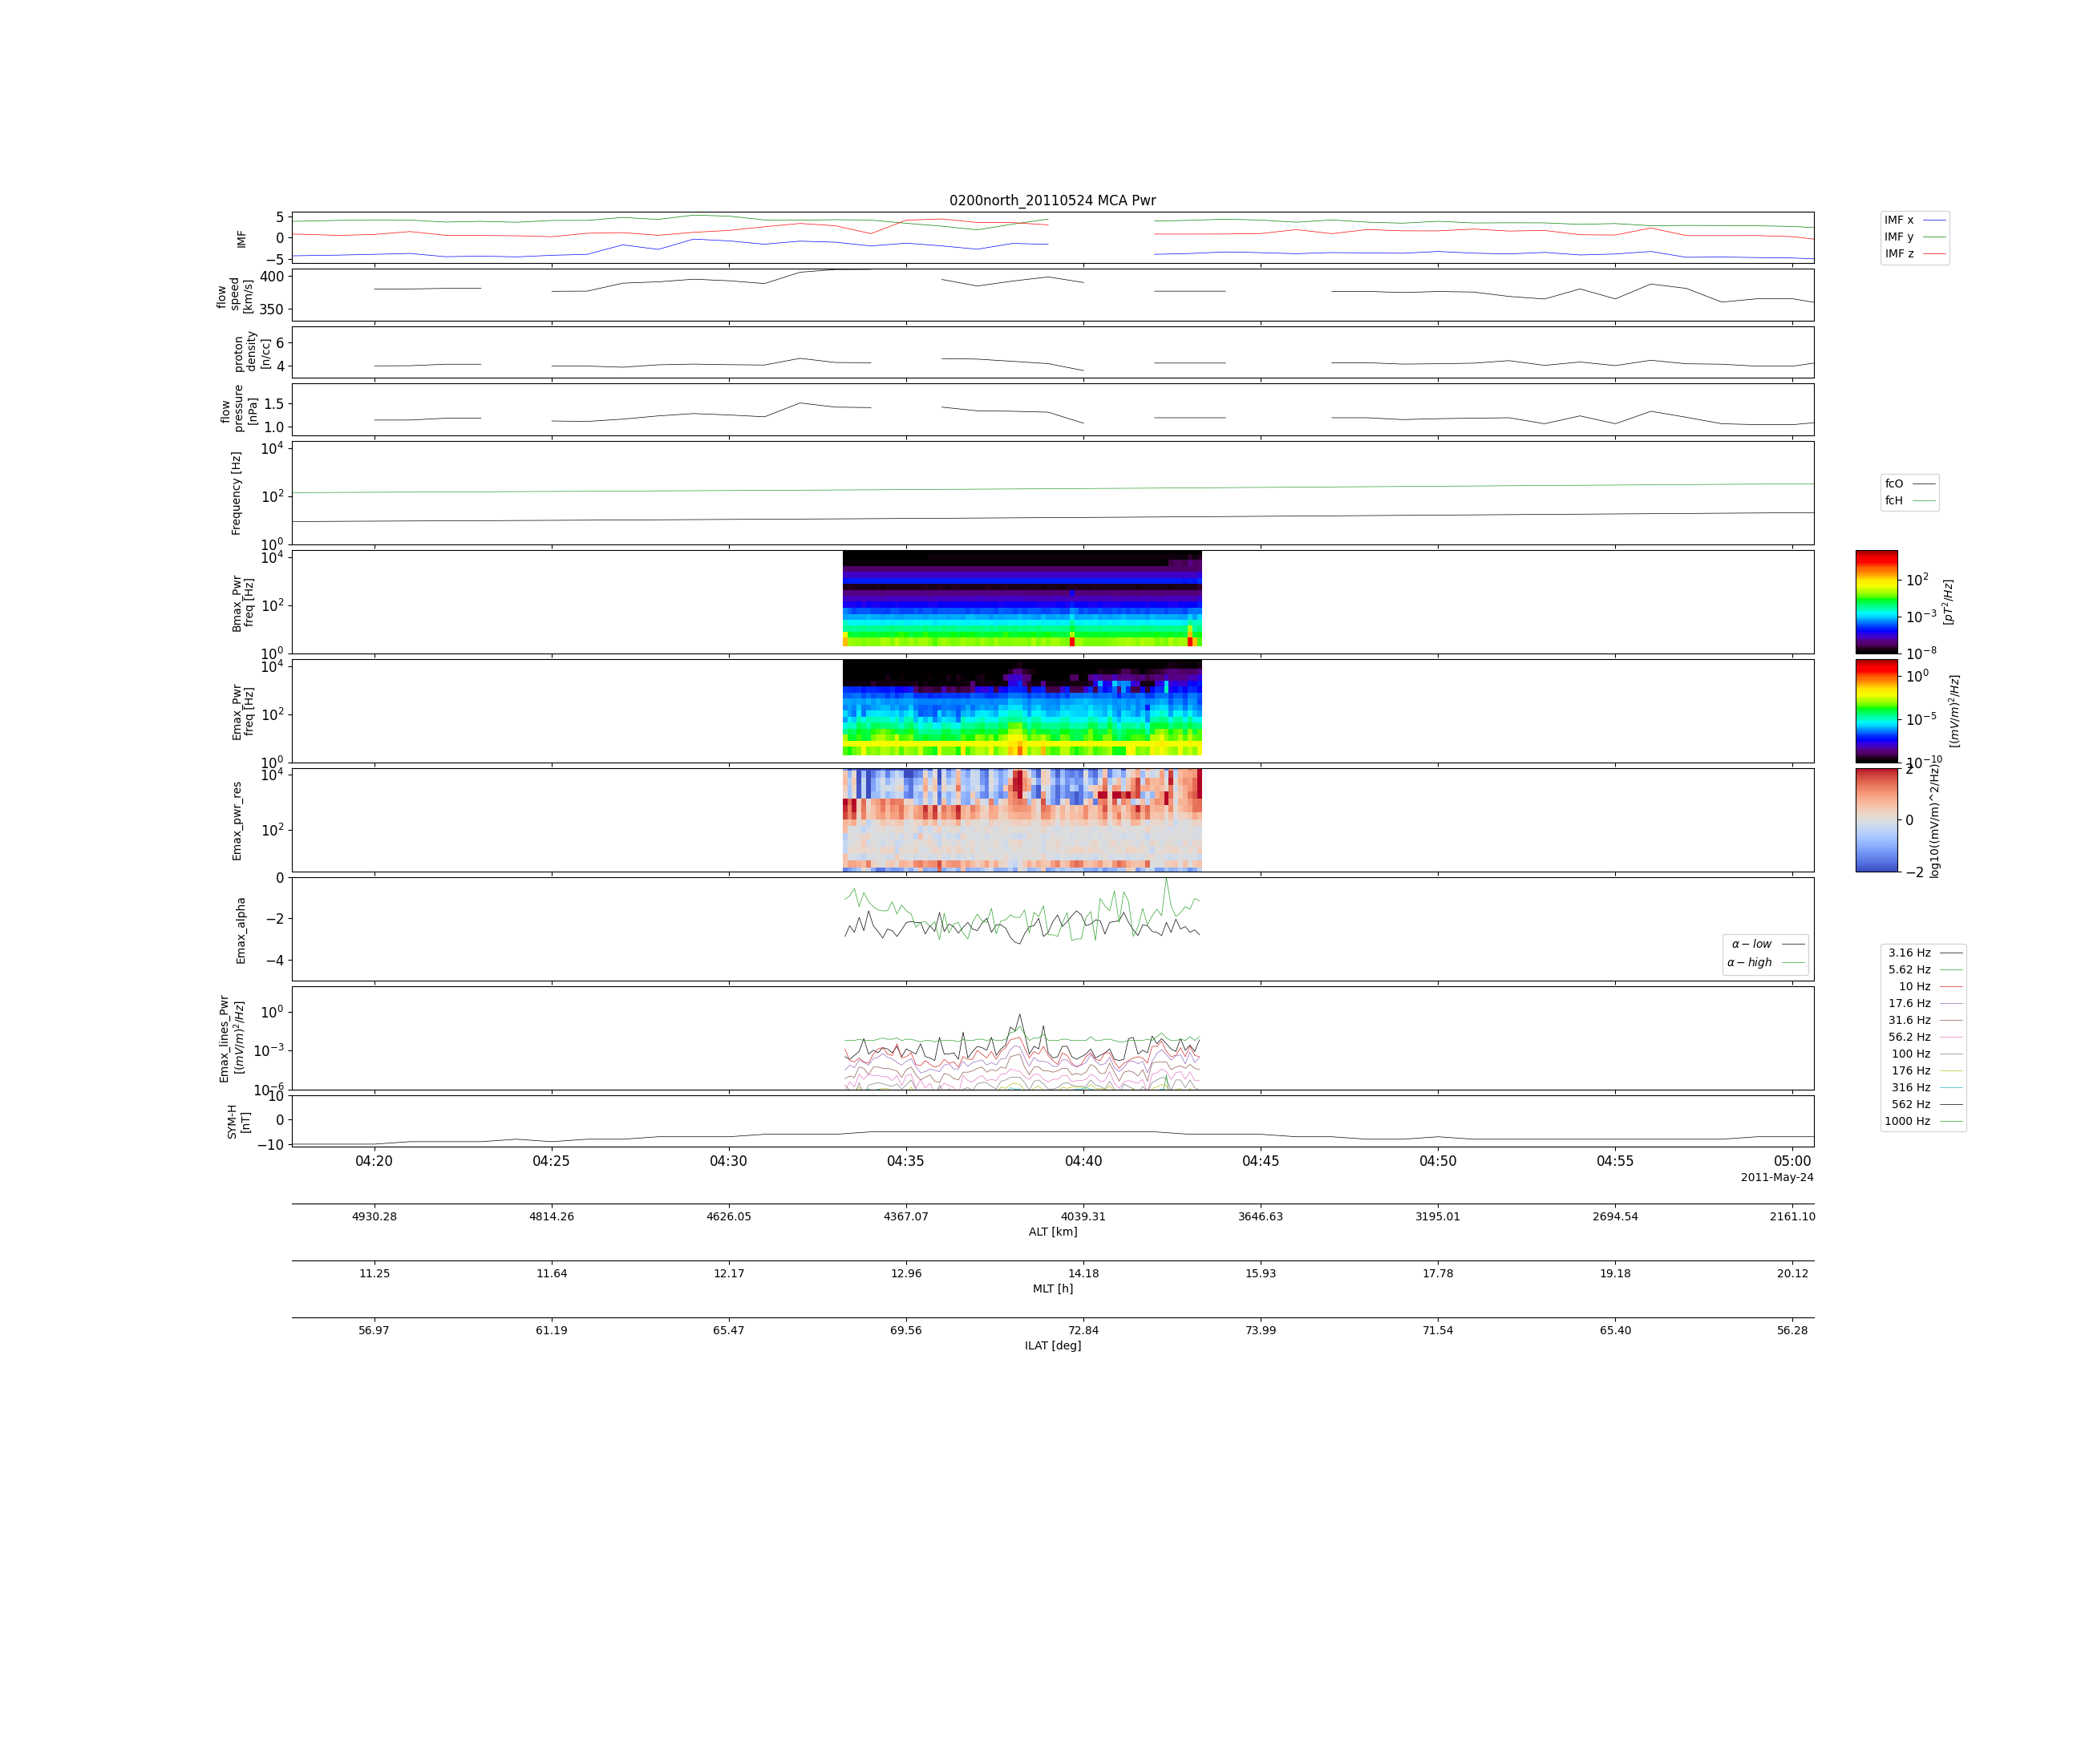 0200north_20110524 MCA Pwr
5
0
−5
IMF
IMF x
IMF y
IMF z
400
350
flow
speed
[km/s]
6
4
proton
density
[n/cc]
1.5
1.0
flow
pressure
[nPa]
10^4
10^2
10^0
Frequency [Hz]
fcO
fcH
10^4
10^2
10^0
Bmax_Pwr
freq [Hz]
10^2
10^−3
10^−8
[pT^2/Hz]
10^4
10^2
10^0
Emax_Pwr
freq [Hz]
10^0
10^−5
10^−10
[(mV/m)^2/Hz]
10^4
10^2
Emax_pwr_res
2
0
−2
log10((mV/m)^2/Hz)
0
−2
−4
Emax_alpha
α − low
α − high
10^0
10^−3
10^−6
Emax_lines_Pwr
[(mV/m)^2/Hz]
3.16 Hz
5.62 Hz
10 Hz
17.6 Hz
31.6 Hz
56.2 Hz
100 Hz
176 Hz
316 Hz
562 Hz
1000 Hz
10
0
−10
SYM-H
[nT]
04:20 04:25 04:30 04:35 04:40 04:45 04:50 04:55 05:00
2011-May-24
4930.28 4814.26 4626.05 4367.07 4039.31 3646.63 3195.01 2694.54 2161.10
ALT [km]
11.25 11.64 12.17 12.96 14.18 15.93 17.78 19.18 20.12
MLT [h]
56.97 61.19 65.47 69.56 72.84 73.99 71.54 65.40 56.28
ILAT [deg]